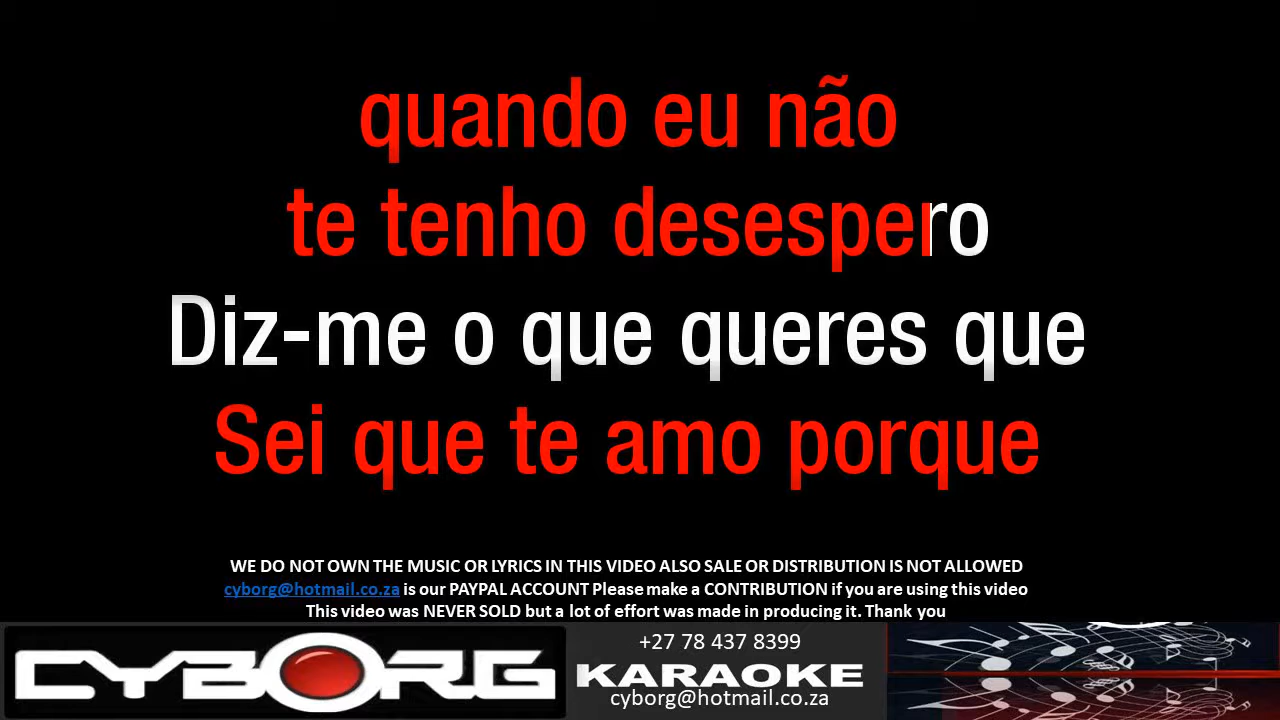 quando eu não
te tenho desespero
Diz-me o que queres que
Sei que te amo porque
WE DO NOT OWN THE MUSIC OR LYRICS IN THIS VIDEO ALSO SALE OR DISTRIBUTION IS NOT ALLOWED
cyborg@hotmail.co.za is our PAYPAL ACCOUNT Please make a CONTRIBUTION if you are using this video
This video was NEVER SOLD but a lot of effort was made in producing it. Thank you
CYBORG
+27 78 437 8399
KARAOKE
cyborg@hotmail.co.za